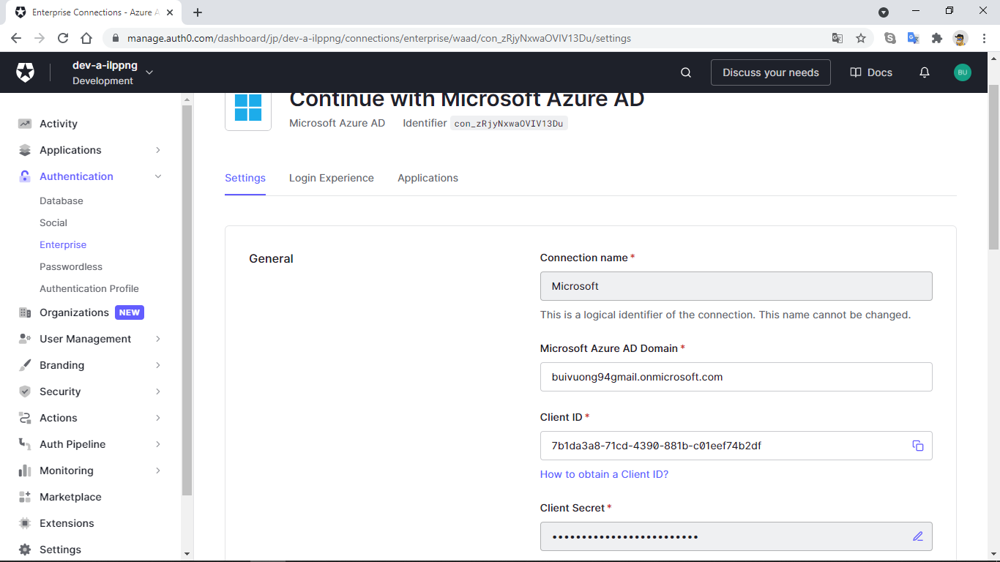 Enterprise Connections - Azure A
manage.auth0.com/dashboard/jp/dev-a-ilppng/connections/enterprise/waad/con_zRjyNxwaOVIV13Du/settings
dev-a-ilppng
Development
Discuss your needs
Docs
BU
Activity
Applications
Authentication
Database
Social
Enterprise
Passwordless
Authentication Profile
Organizations NEW
User Management
Branding
Security
Actions
Auth Pipeline
Monitoring
Marketplace
Extensions
Settings
Continue with Microsoft Azure AD
Microsoft Azure AD Identifier con_zRjyNxwaOVIV13Du
Settings Login Experience Applications
General
Connection name *
Microsoft
This is a logical identifier of the connection. This name cannot be changed.
Microsoft Azure AD Domain *
buivuong94gmail.onmicrosoft.com
Client ID *
7b1da3a8-71cd-4390-881b-c01eef74b2df
How to obtain a Client ID?
Client Secret *
•••••••••••••••••••••••••